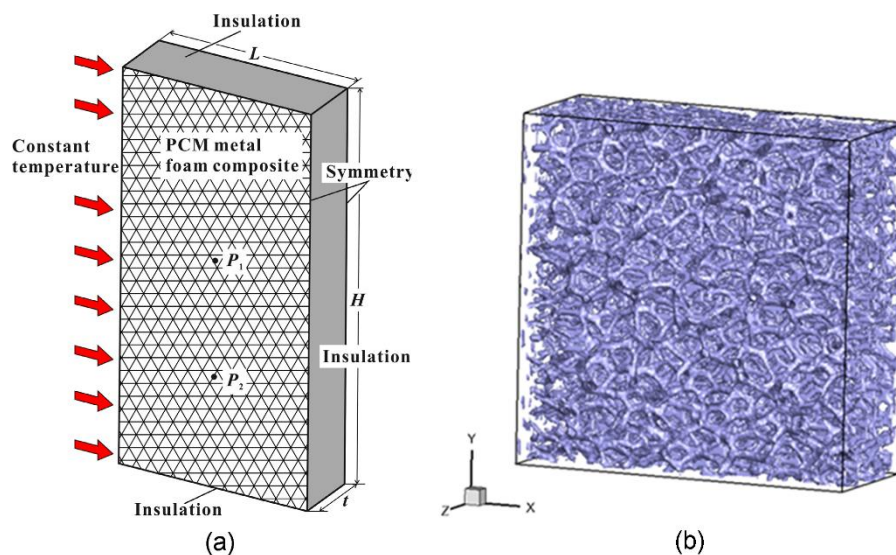 Insulation
L
Constant
temperature
PCM metal
foam composite
Symmetry
P1
H
Insulation
P2
Insulation
t
(a)
Y
Z
X
(b)